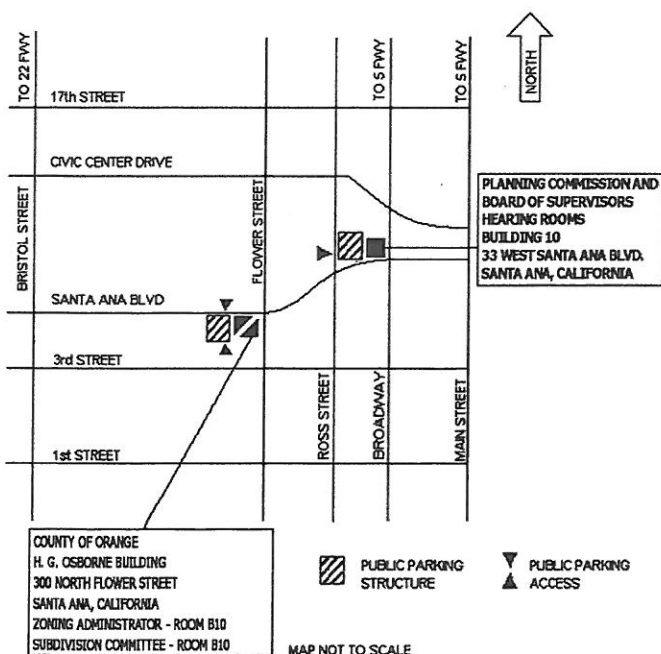 TO 22 FWY
TO 5 FWY
TO 5 FWY
NORTH
17th STREET
CIVIC CENTER DRIVE
BRISTOL STREET
FLOWER STREET
PLANNING COMMISSION AND
BOARD OF SUPERVISORS
HEARING ROOMS
BUILDING 10
33 WEST SANTA ANA BLVD.
SANTA ANA, CALIFORNIA
SANTA ANA BLVD
3rd STREET
ROSS STREET
BROADWAY
MAIN STREET
1st STREET
COUNTY OF ORANGE
H. G. OSBORNE BUILDING
300 NORTH FLOWER STREET
SANTA ANA, CALIFORNIA
ZONING ADMINISTRATOR - ROOM B10
SUBDIVISION COMMITTEE - ROOM B10
PUBLIC PARKING
STRUCTURE
PUBLIC PARKING
ACCESS
MAP NOT TO SCALE